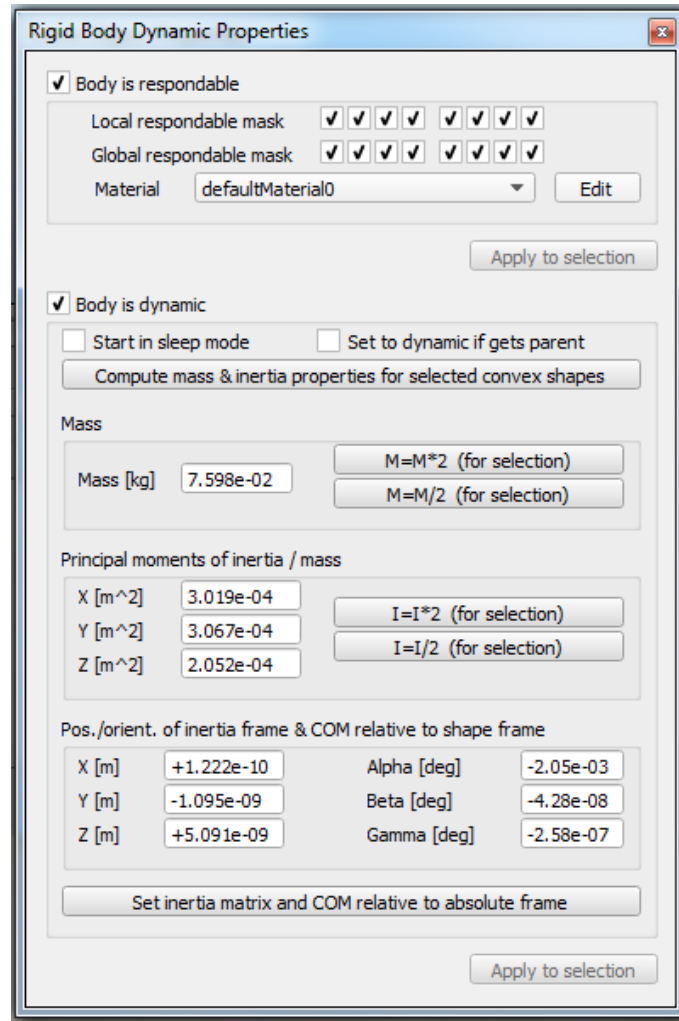 Rigid Body Dynamic Properties
Body is respondable
Local respondable mask
Global respondable mask
Material defaultMaterial0 Edit
Apply to selection
Body is dynamic
Start in sleep mode Set to dynamic if gets parent
Compute mass & inertia properties for selected convex shapes
Mass
Mass [kg] 7.598e-02
M=M*2 (for selection)
M=M/2 (for selection)
Principal moments of inertia / mass
X [m^2] 3.019e-04
Y [m^2] 3.067e-04
Z [m^2] 2.052e-04
I=I*2 (for selection)
I=I/2 (for selection)
Pos./orient. of inertia frame & COM relative to shape frame
X [m] +1.222e-10 Alpha [deg] -2.05e-03
Y [m] -1.095e-09 Beta [deg] -4.28e-08
Z [m] +5.091e-09 Gamma [deg] -2.58e-07
Set inertia matrix and COM relative to absolute frame
Apply to selection